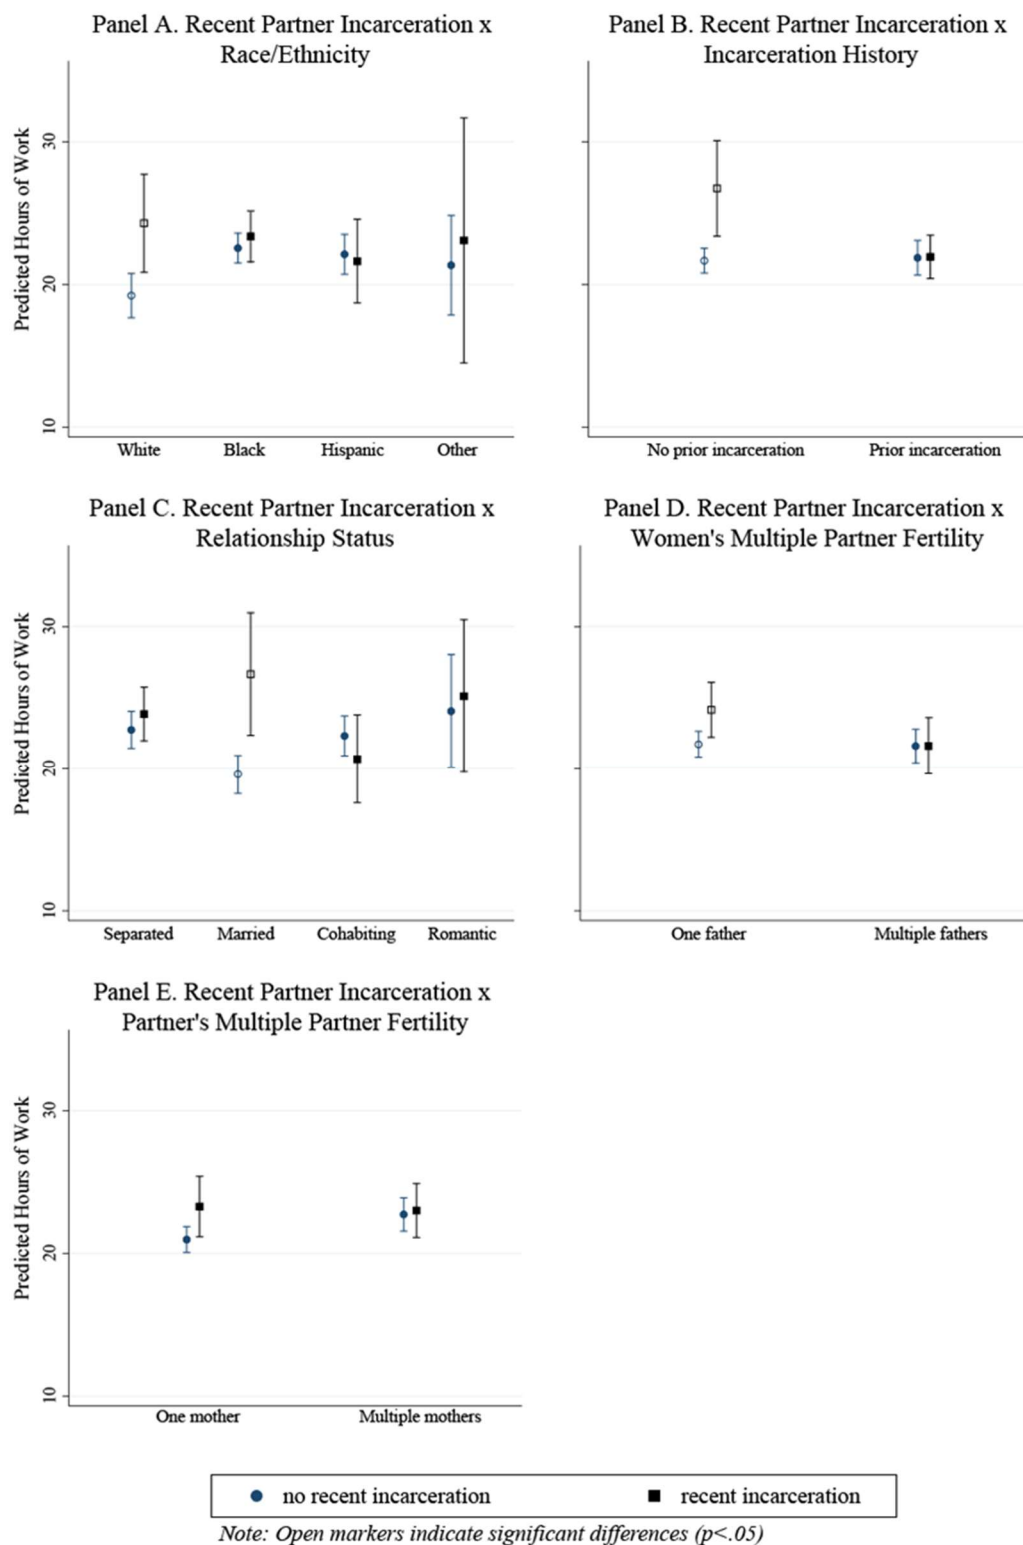 Panel A. Recent Partner Incarceration x
Race/Ethnicity
Predicted Hours of Work
30
20
10
White Black Hispanic Other
Panel B. Recent Partner Incarceration x
Incarceration History
No prior incarceration Prior incarceration
Panel C. Recent Partner Incarceration x
Relationship Status
Predicted Hours of Work
30
20
10
Separated Married Cohabiting Romantic
Panel D. Recent Partner Incarceration x
Women's Multiple Partner Fertility
One father Multiple fathers
Panel E. Recent Partner Incarceration x
Partner's Multiple Partner Fertility
Predicted Hours of Work
30
20
10
One mother Multiple mothers
no recent incarceration recent incarceration
Note: Open markers indicate significant differences (p<.05)